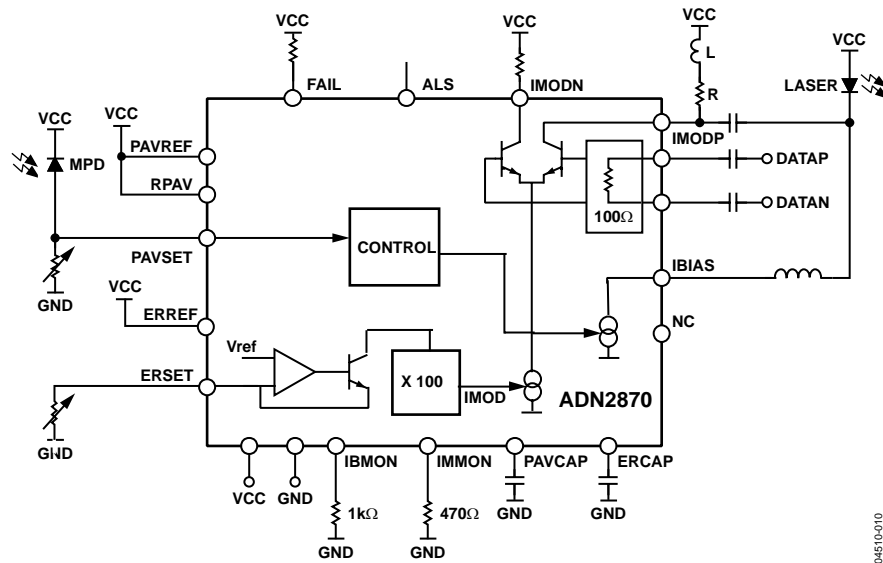 VCC
VCC
VCC
L
VCC
R
LASER
FAIL
ALS
IMODN
IMODP
VCC
VCC
PAVREF
MPD
RPAV
DATAP
DATAN
100Ω
PAVSET
CONTROL
GND
IBIAS
VCC
ERREF
NC
Vref
ERSET
X 100
IMOD
ADN2870
GND
IBMON
IMMON
PAVCAP
ERCAP
VCC
GND
1kΩ
470Ω
GND
GND
GND
GND
04510-010